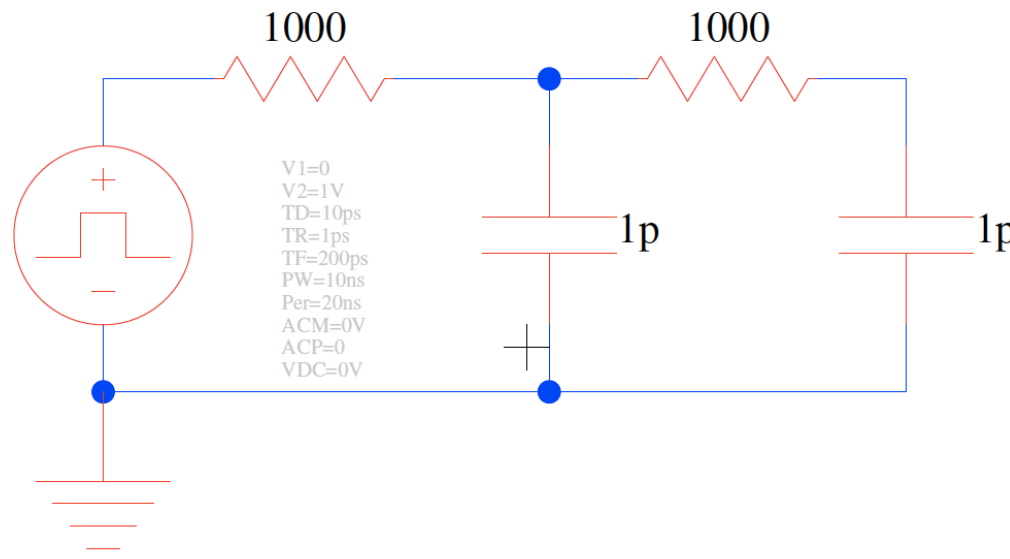 1000
1000
V1=0
V2=1V
TD=10ps
TR=1ps
TF=200ps
PW=10ns
Per=20ns
ACM=0V
ACP=0
VDC=0V
1p
1p